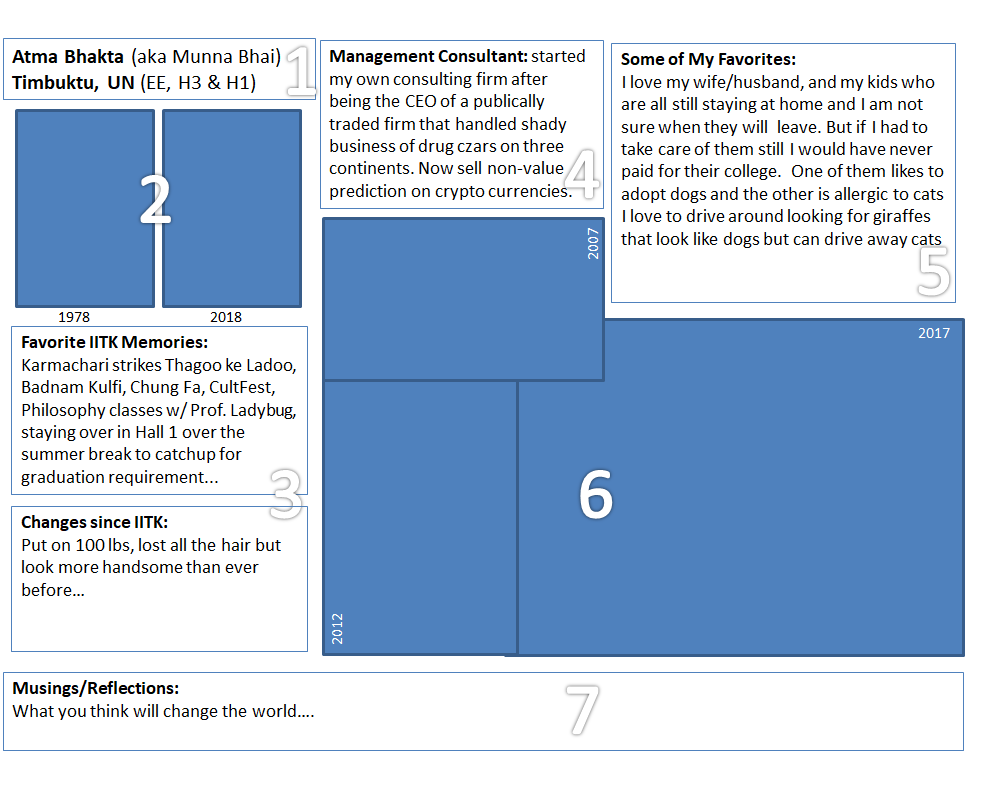 Atma Bhakta (aka Munna Bhai)
Timbuktu, UN (EE, H3 & H1)
1
2
1978
2018
Favorite IITK Memories:
Karmachari strikes Thagoo ke Ladoo,
Badnam Kulfi, Chung Fa, CultFest,
Philosophy classes w/ Prof. Ladybug,
staying over in Hall 1 over the
summer break to catchup for
graduation requirement...
3
Changes since IITK:
Put on 100 lbs, lost all the hair but
look more handsome than ever
before…
Management Consultant: started
my own consulting firm after
being the CEO of a publically
traded firm that handled shady
business of drug czars on three
continents. Now sell non-value
prediction on crypto currencies.
4
Some of My Favorites:
I love my wife/husband, and my kids who
are all still staying at home and I am not
sure when they will  leave. But if I had to
take care of them still I would have never
paid for their college.  One of them likes to
adopt dogs and the other is allergic to cats
I love to drive around looking for giraffes
that look like dogs but can drive away cats
5
2007
2017
6
2012
Musings/Reflections:
What you think will change the world….
7